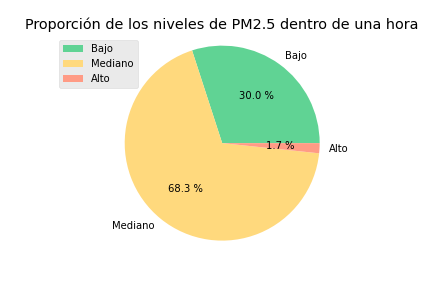 Proporción de los niveles de PM2.5 dentro de una hora
Bajo
Mediano
Alto
Bajo
30.0 %
1.7 %
Alto
68.3 %
Mediano